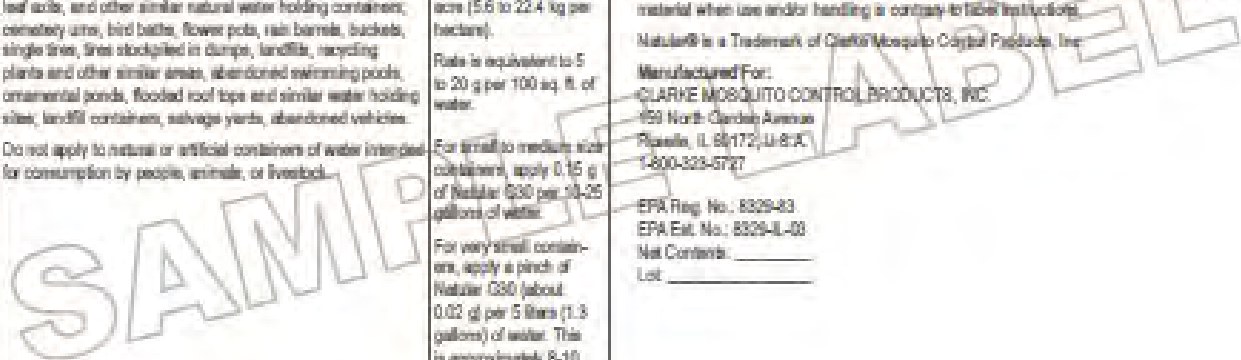 leaf axils, and other similar natural water holding containers;
cemetery urns, bird baths, flower pots, rain barrels, buckets,
single tires, tires stockpiled in dumps, landfills, recycling
plants and other similar areas, abandoned swimming pools,
ornamental ponds, flooded roof tops and similar water holding
sites, landfill containers, salvage yards, abandoned vehicles.
Do not apply to natural or artificial containers of water intended
for consumption by people, animals, or livestock.
acre (5.6 to 22.4 kg per
hectare).
Rate is equivalent to 5
to 20 g per 100 sq. ft. of
water.
For small to medium size
containers, apply 0.15 g
of Natular G30 per 10-25
gallons of water.
For very small contain-
ers, apply a pinch of
Natular G30 (about
0.02 g) per 5 liters (1.3
gallons) of water. This
is approximately 8-10
material when use and/or handling is contrary to label instructions.
Natular® is a Trademark of Clarke Mosquito Control Products, Inc.
Manufactured For:
CLARKE MOSQUITO CONTROL PRODUCTS, INC.
159 North Garden Avenue
Roselle, IL 60172, U.S.A.
1-800-323-5727
EPA Reg. No.: 8329-83
EPA Est. No.: 8329-IL-03
Net Contents:
Lot
SAMPLE LABEL